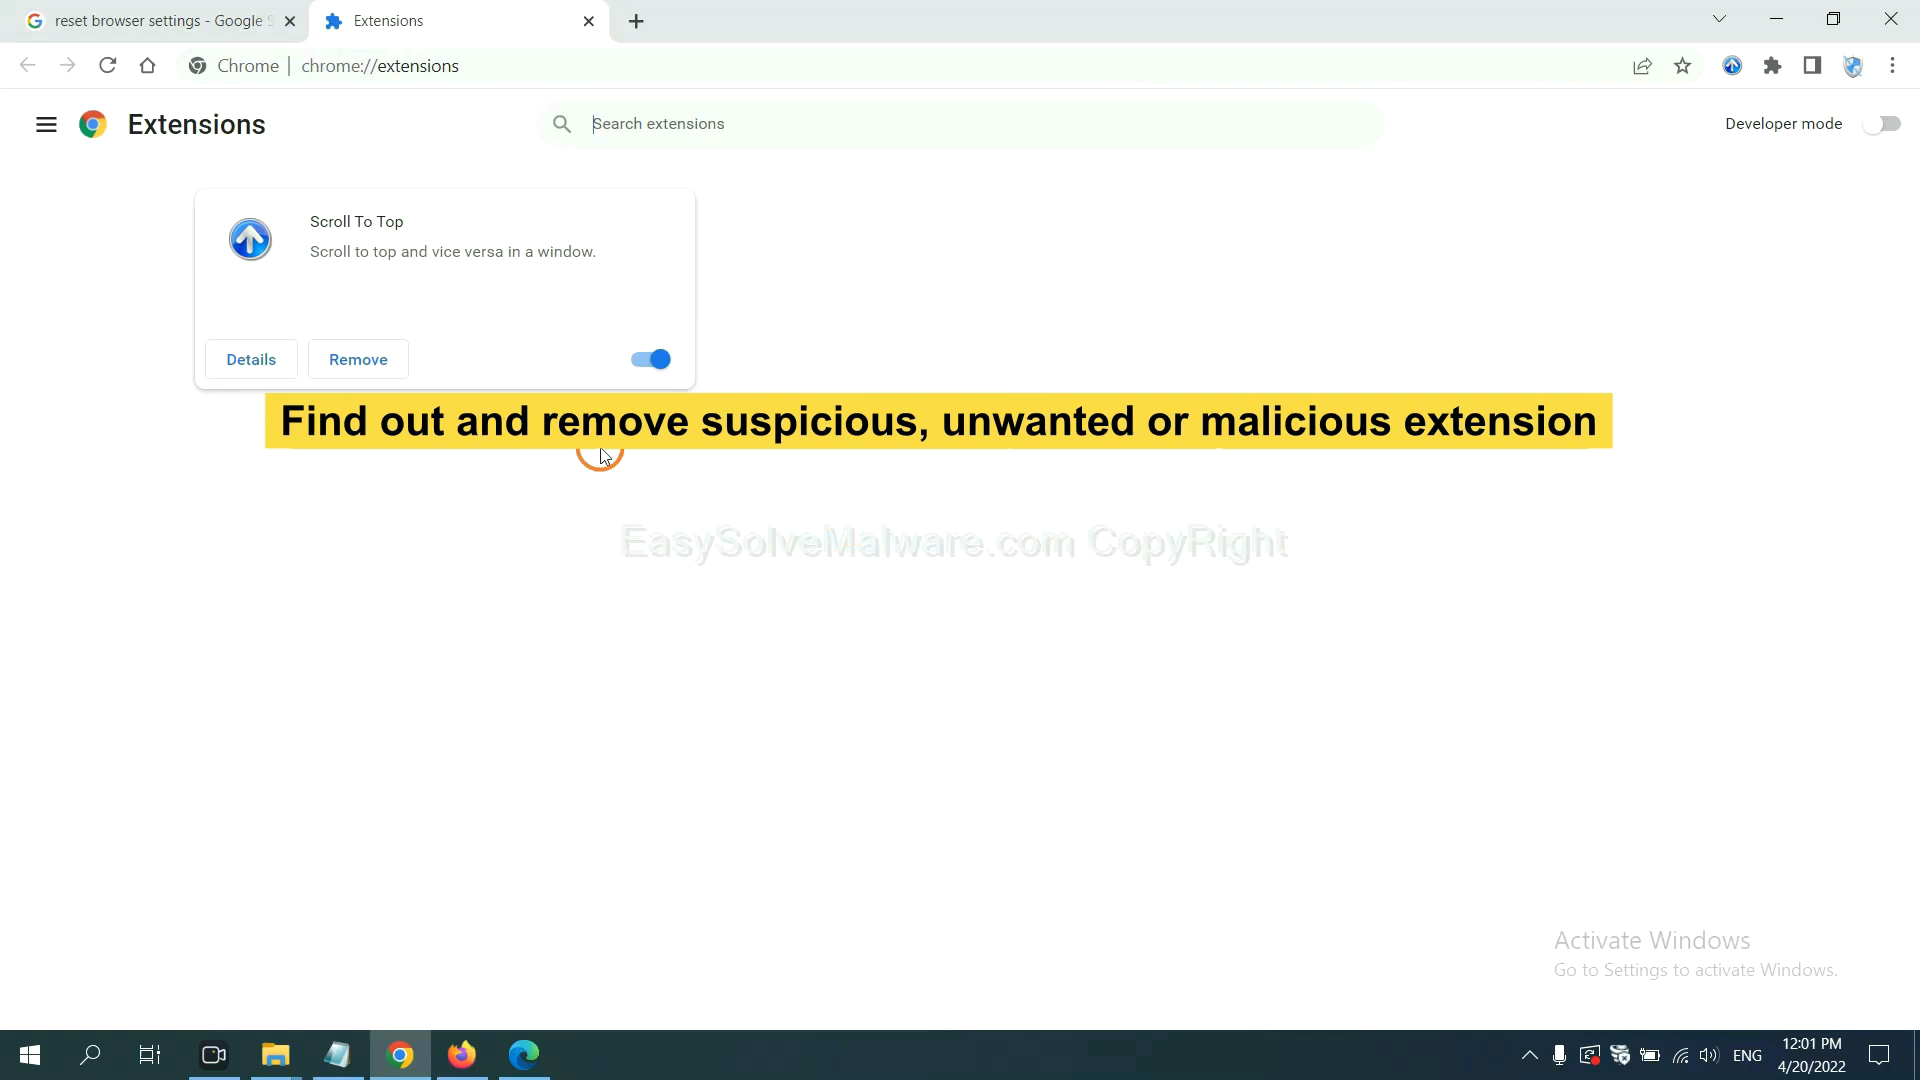 reset browser settings - Google S
Extensions
Chrome | chrome://extensions
Extensions
Search extensions
Developer mode
Scroll To Top
Scroll to top and vice versa in a window.
Details
Remove
Find out and remove suspicious, unwanted or malicious extension
EasySolveMalware.com CopyRight
Activate Windows
Go to Settings to activate Windows.
ENG
12:01 PM
4/20/2022